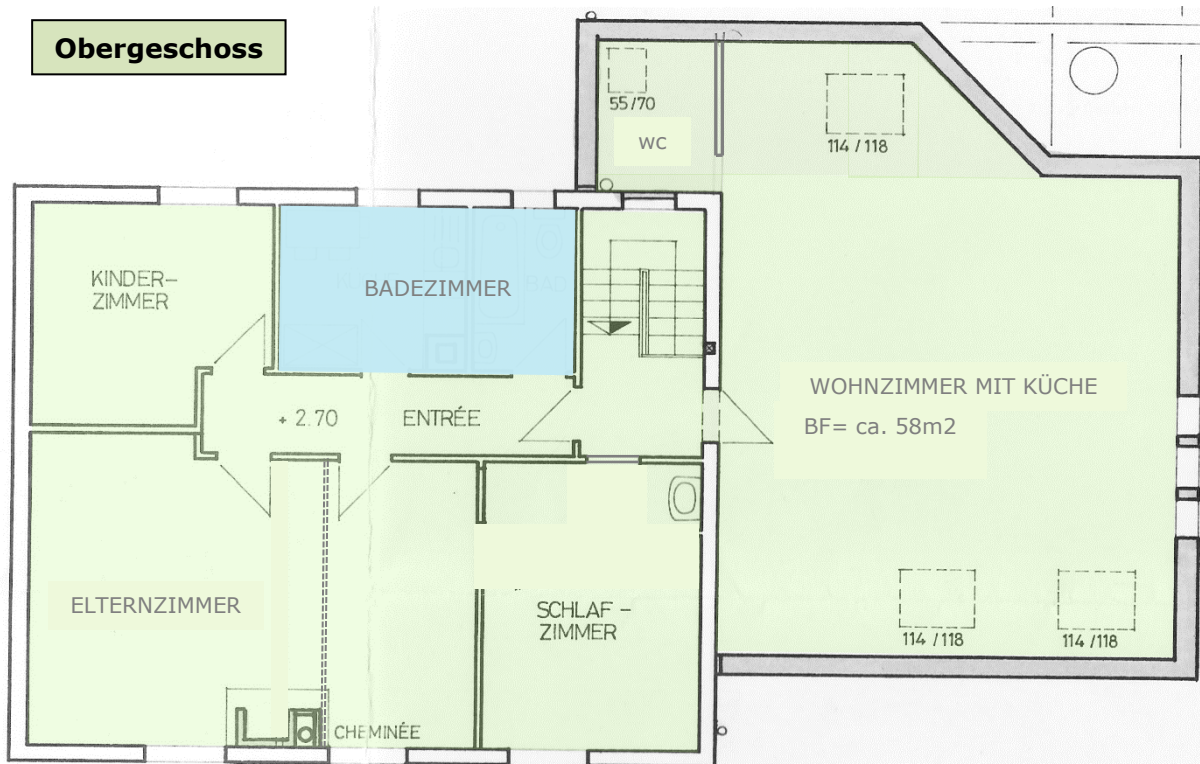 Obergeschoss
55/70
WC
114 / 118
KINDER-
ZIMMER
BADEZIMMER
+ 2.70
ENTRÉE
WOHNZIMMER MIT KÜCHE
BF= ca. 58m2
ELTERNZIMMER
SCHLAF-
ZIMMER
114 / 118
114 / 118
CHEMINÉE